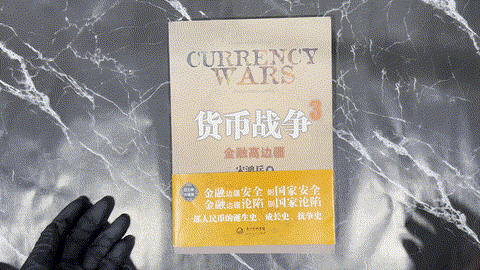 CURRENCY
WARS
货币战争3
金融高边疆
宋鸿兵
金融边疆安全 则国家安全
金融边疆沦陷 则国家沦陷
一部人民币的诞生史、成长史、抗争史